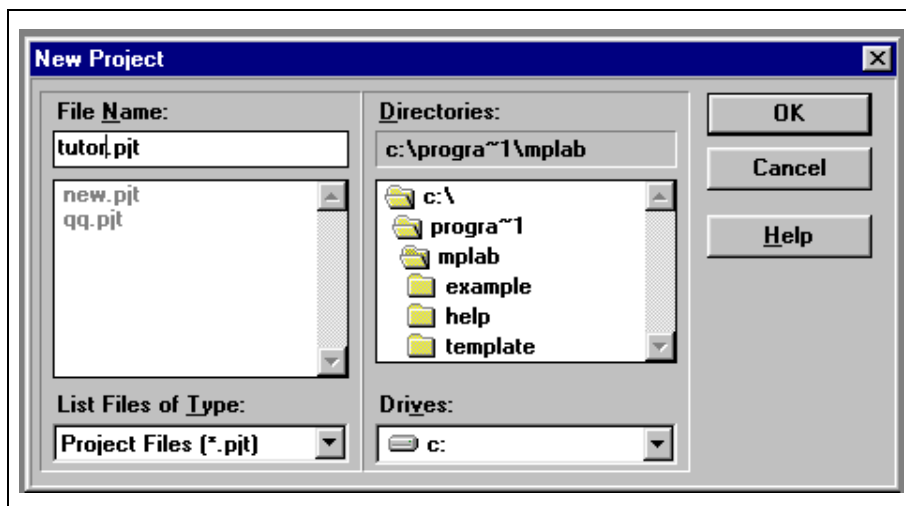 New Project
File Name:
tutor.pjt
new.pjt
qq.pjt
List Files of Type:
Project Files (*.pjt)
Directories:
c:\progra~1\mplab
c:\
progra~1
mplab
example
help
template
Drives:
c:
OK
Cancel
Help